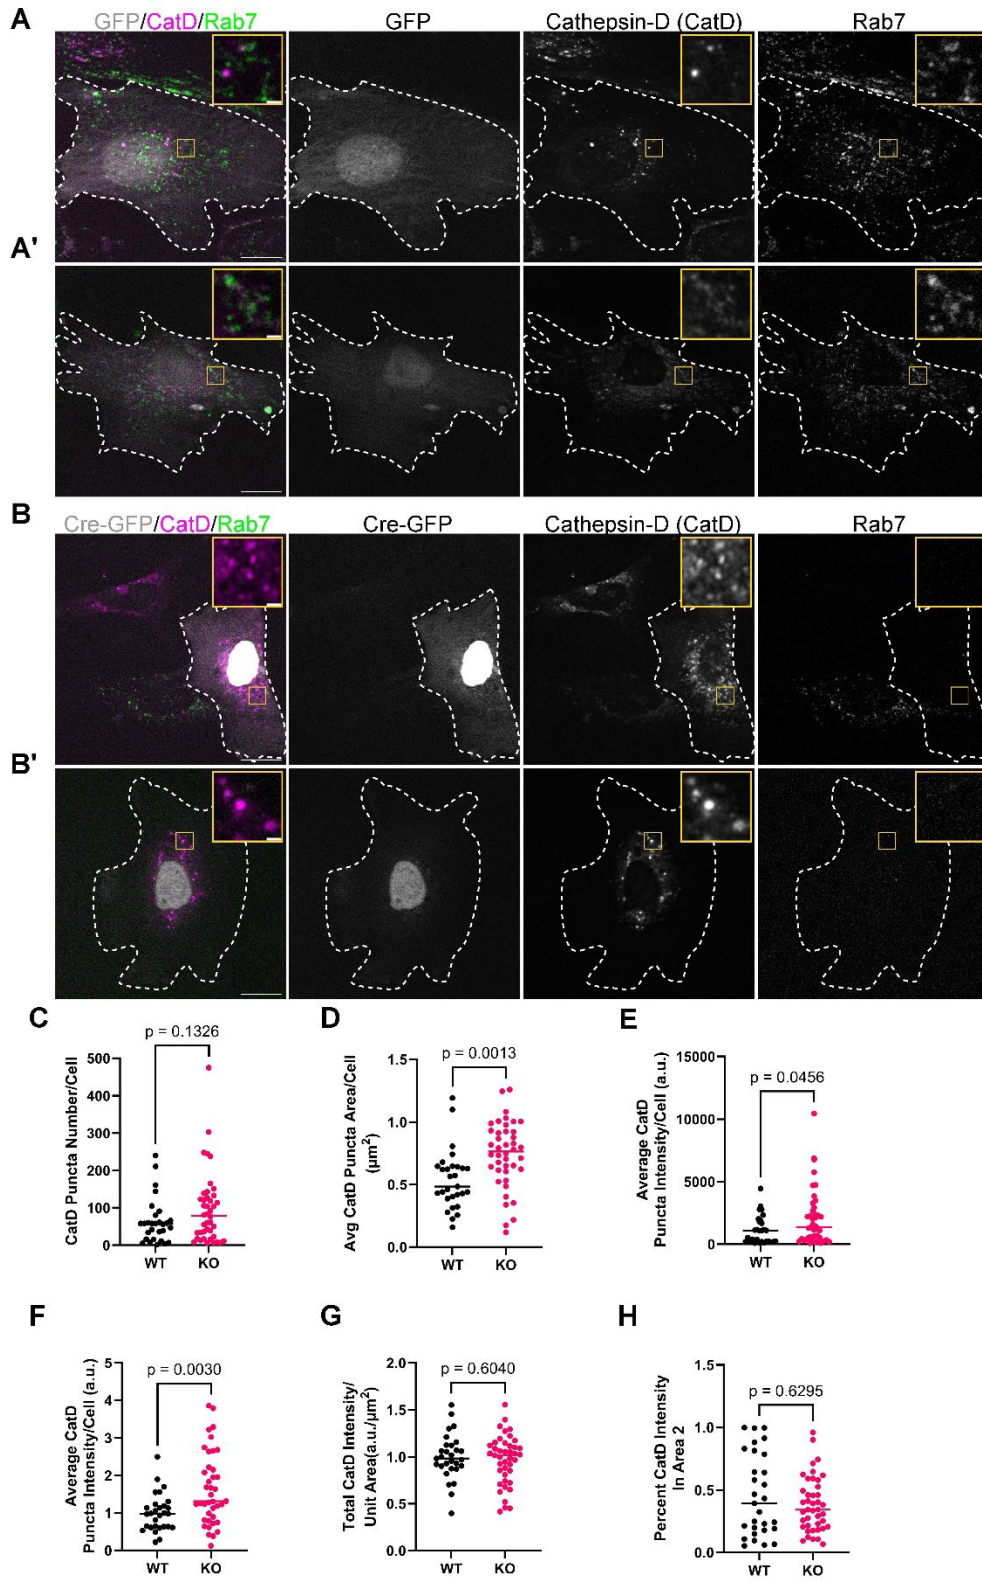 A
GFP/CatD/Rab7
GFP
Cathepsin-D (CatD)
Rab7
A'
B
Cre-GFP/CatD/Rab7
Cre-GFP
Cathepsin-D (CatD)
Rab7
B'
C
p = 0.1326
CatD Puncta Number/Cell
500
400
300
200
100
0
WT
KO
D
p = 0.0013
Avg CatD Puncta Area/Cell
(µm²)
1.5
1.0
0.5
0.0
WT
KO
E
p = 0.0456
Average CatD
Puncta Intensity/Cell (a.u.)
15000
10000
5000
0
WT
KO
F
p = 0.0030
Average CatD
Puncta Intensity/Cell (a.u.)
5
4
3
2
1
0
WT
KO
G
p = 0.6040
Total CatD Intensity/
Unit Area(a.u./µm²)
2.0
1.5
1.0
0.5
0.0
WT
KO
H
p = 0.6295
Percent CatD Intensity
In Area 2
1.5
1.0
0.5
0.0
WT
KO